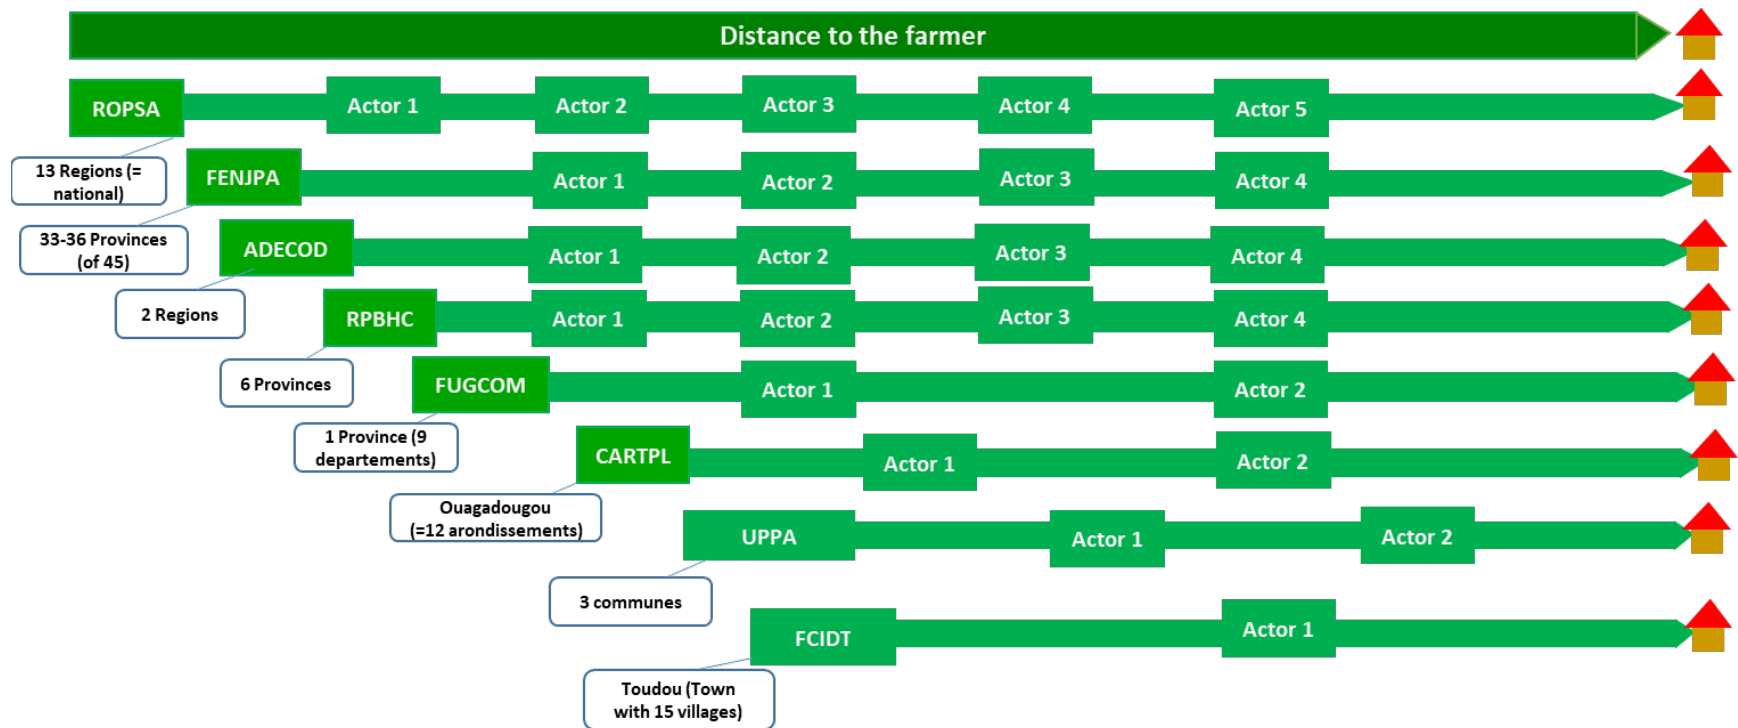 Distance to the farmer
ROPSA
Actor 1
Actor 2
Actor 3
Actor 4
Actor 5
13 Regions (=
national)
FENJPA
Actor 1
Actor 2
Actor 3
Actor 4
33-36 Provinces
(of 45)
ADECOD
Actor 1
Actor 2
Actor 3
Actor 4
2 Regions
RPBHC
Actor 1
Actor 2
Actor 3
Actor 4
6 Provinces
FUGCOM
Actor 1
Actor 2
1 Province (9
departements)
CARTPL
Actor 1
Actor 2
Ouagadougou
(=12 arondissements)
UPPA
Actor 1
Actor 2
3 communes
FCIDT
Actor 1
Toudou (Town
with 15 villages)